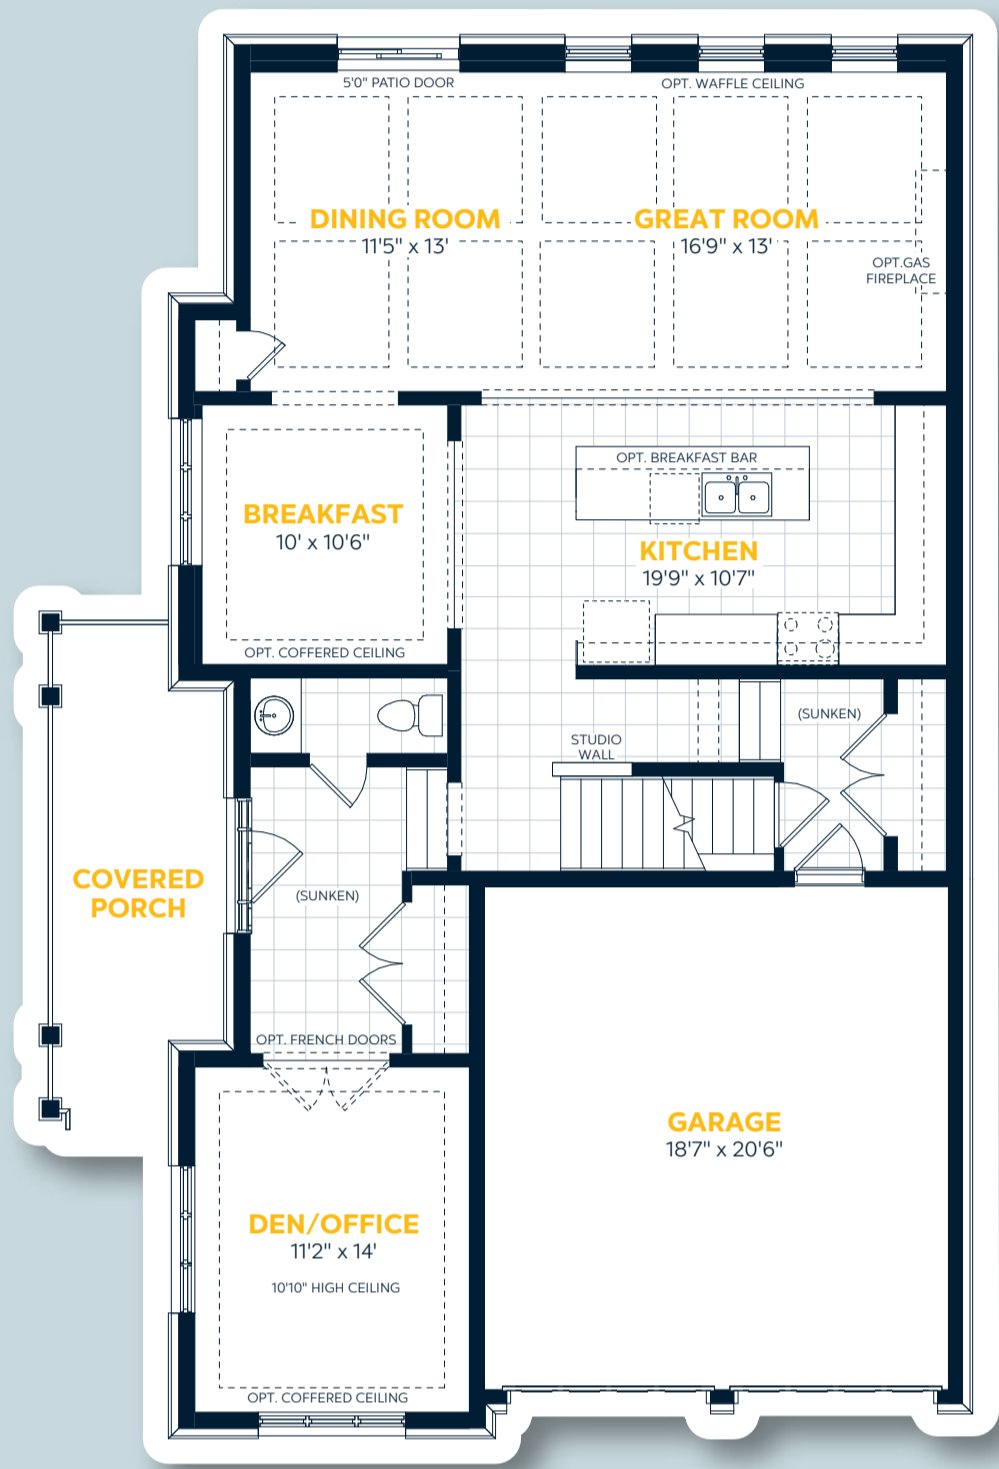 5'0" PATIO DOOR
OPT. WAFFLE CEILING
DINING ROOM
11'5" x 13'
GREAT ROOM
16'9" x 13'
OPT.GAS
FIREPLACE
OPT. BREAKFAST BAR
BREAKFAST
10' x 10'6"
KITCHEN
19'9" x 10'7"
OPT. COFFERED CEILING
(SUNKEN)
STUDIO
WALL
COVERED
PORCH
(SUNKEN)
OPT. FRENCH DOORS
GARAGE
18'7" x 20'6"
DEN/OFFICE
11'2" x 14'
10'10" HIGH CEILING
OPT. COFFERED CEILING